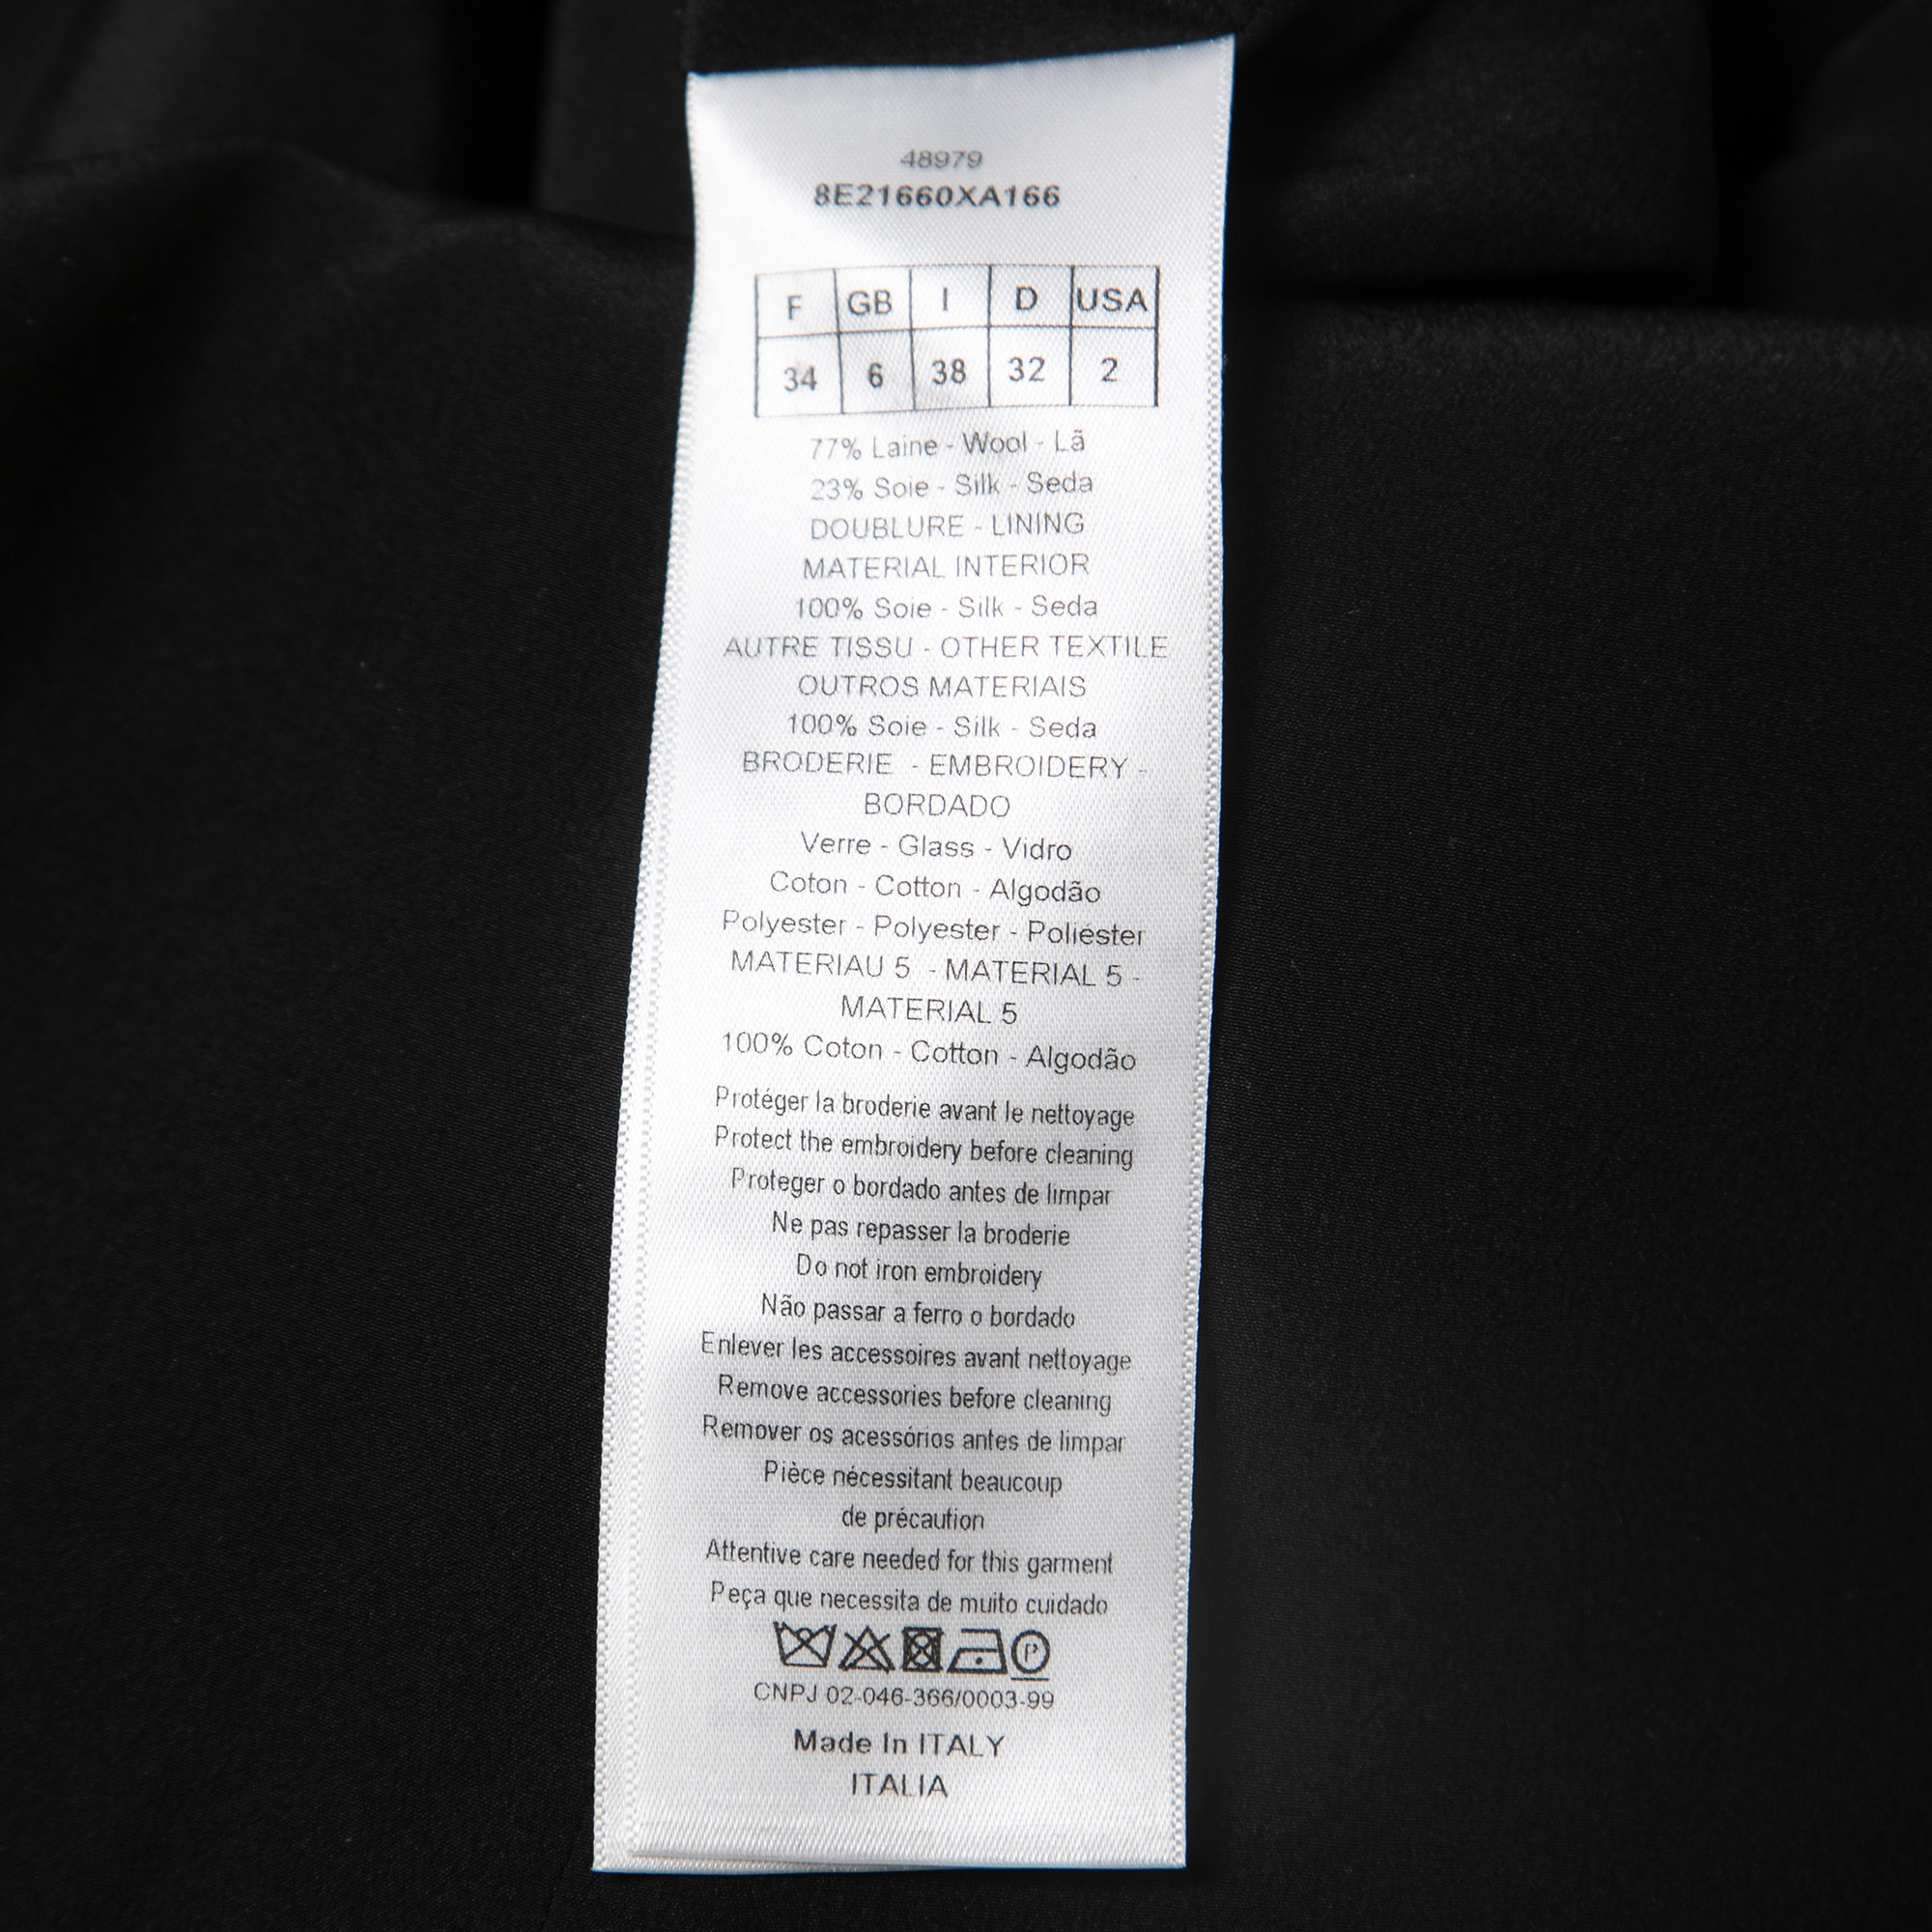 48979
8E21660XA166
F GB I D USA
34 6 38 32 2
77% Laine - Wool - Lã
23% Soie - Silk - Seda
DOUBLURE - LINING
MATERIAL INTERIOR
100% Soie - Silk - Seda
AUTRE TISSU - OTHER TEXTILE
OUTROS MATERIAIS
100% Soie - Silk - Seda
BRODERIE - EMBROIDERY -
BORDADO
Verre - Glass - Vidro
Coton - Cotton - Algodão
Polyester - Polyester - Poliéster
MATERIAU 5 - MATERIAL 5 -
MATERIAL 5
100% Coton - Cotton - Algodão
Protéger la broderie avant le nettoyage
Protect the embroidery before cleaning
Proteger o bordado antes de limpar
Ne pas repasser la broderie
Do not iron embroidery
Não passar a ferro o bordado
Enlever les accessoires avant nettoyage
Remove accessories before cleaning
Remover os acessórios antes de limpar
Pièce nécessitant beaucoup
de précaution
Attentive care needed for this garment
Peça que necessita de muito cuidado
P
CNPJ 02-046-366/0003-99
Made In ITALY
ITALIA